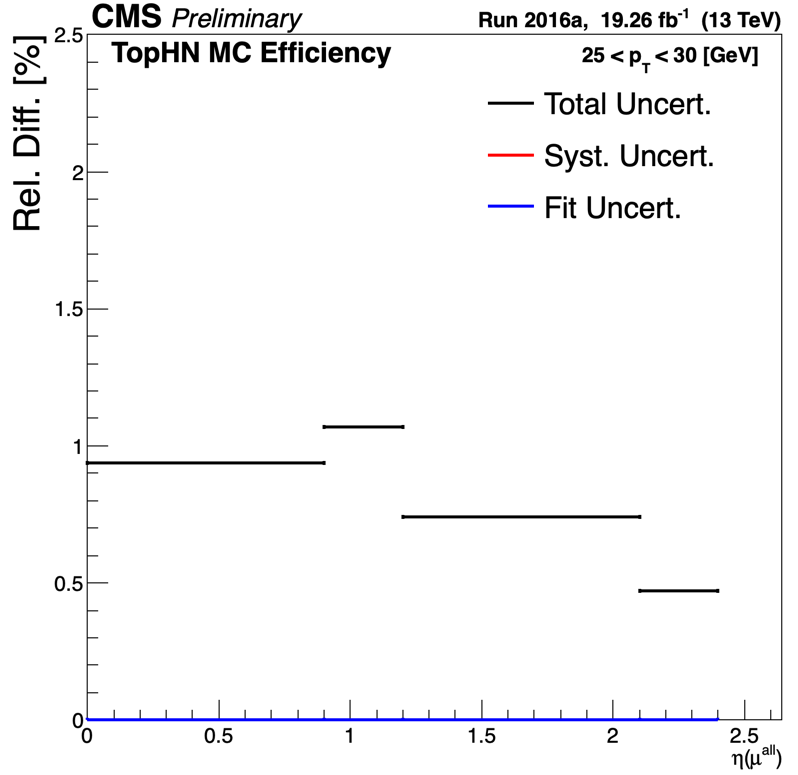 CMS Preliminary
Run 2016a, 19.26 fb⁻¹ (13 TeV)
TopHN MC Efficiency
25 < p_T < 30 [GeV]
Total Uncert.
Syst. Uncert.
Fit Uncert.
Rel. Diff. [%]
2.5
2
1.5
1
0.5
0
0 0.5 1 1.5 2 2.5
η(μ^all)